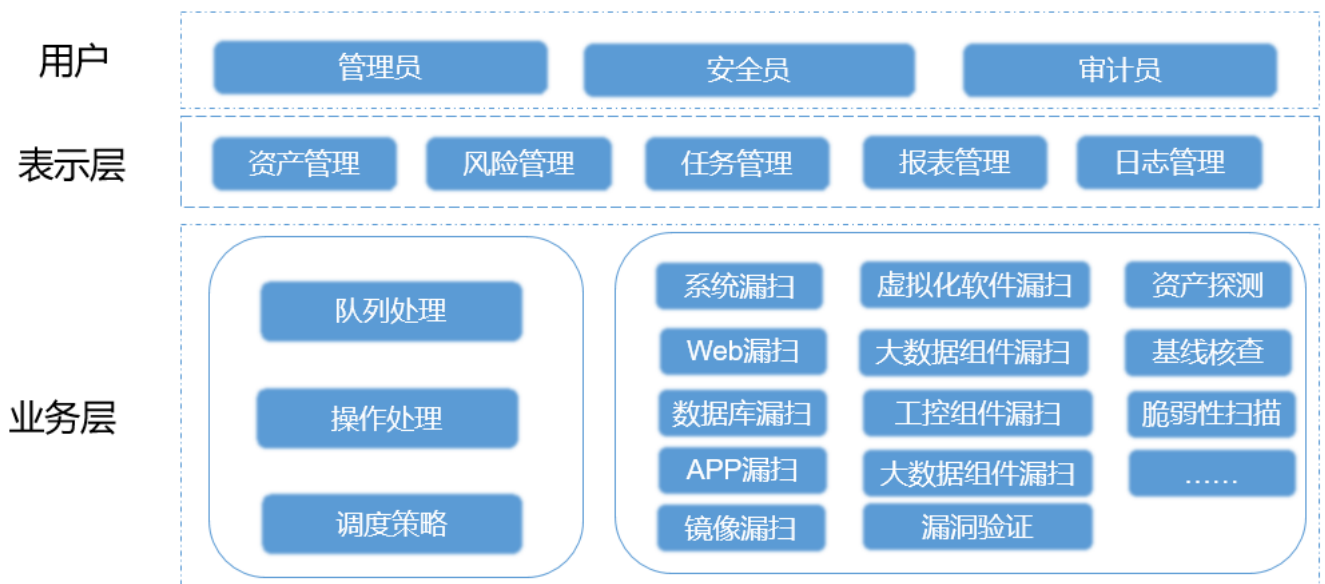 用户
管理员
安全员
审计员
表示层
资产管理
风险管理
任务管理
报表管理
日志管理
业务层
队列处理
操作处理
调度策略
系统漏扫
虚拟化软件漏扫
资产探测
Web漏扫
大数据组件漏扫
基线核查
数据库漏扫
工控组件漏扫
脆弱性扫描
APP漏扫
大数据组件漏扫
……
镜像漏扫
漏洞验证